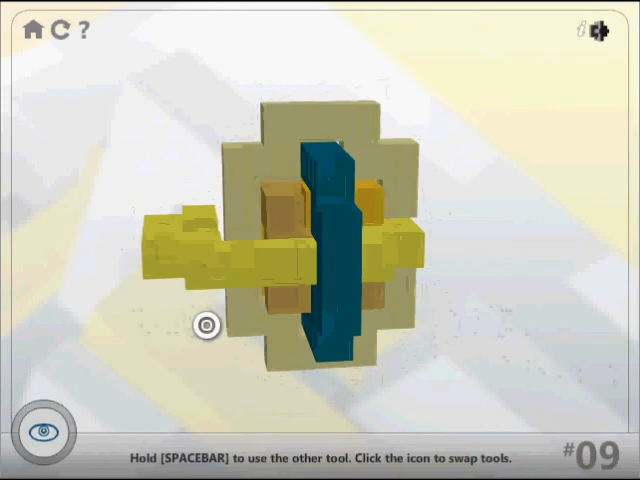 ?
i
Hold [SPACEBAR] to use the other tool. Click the icon to swap tools.
#09